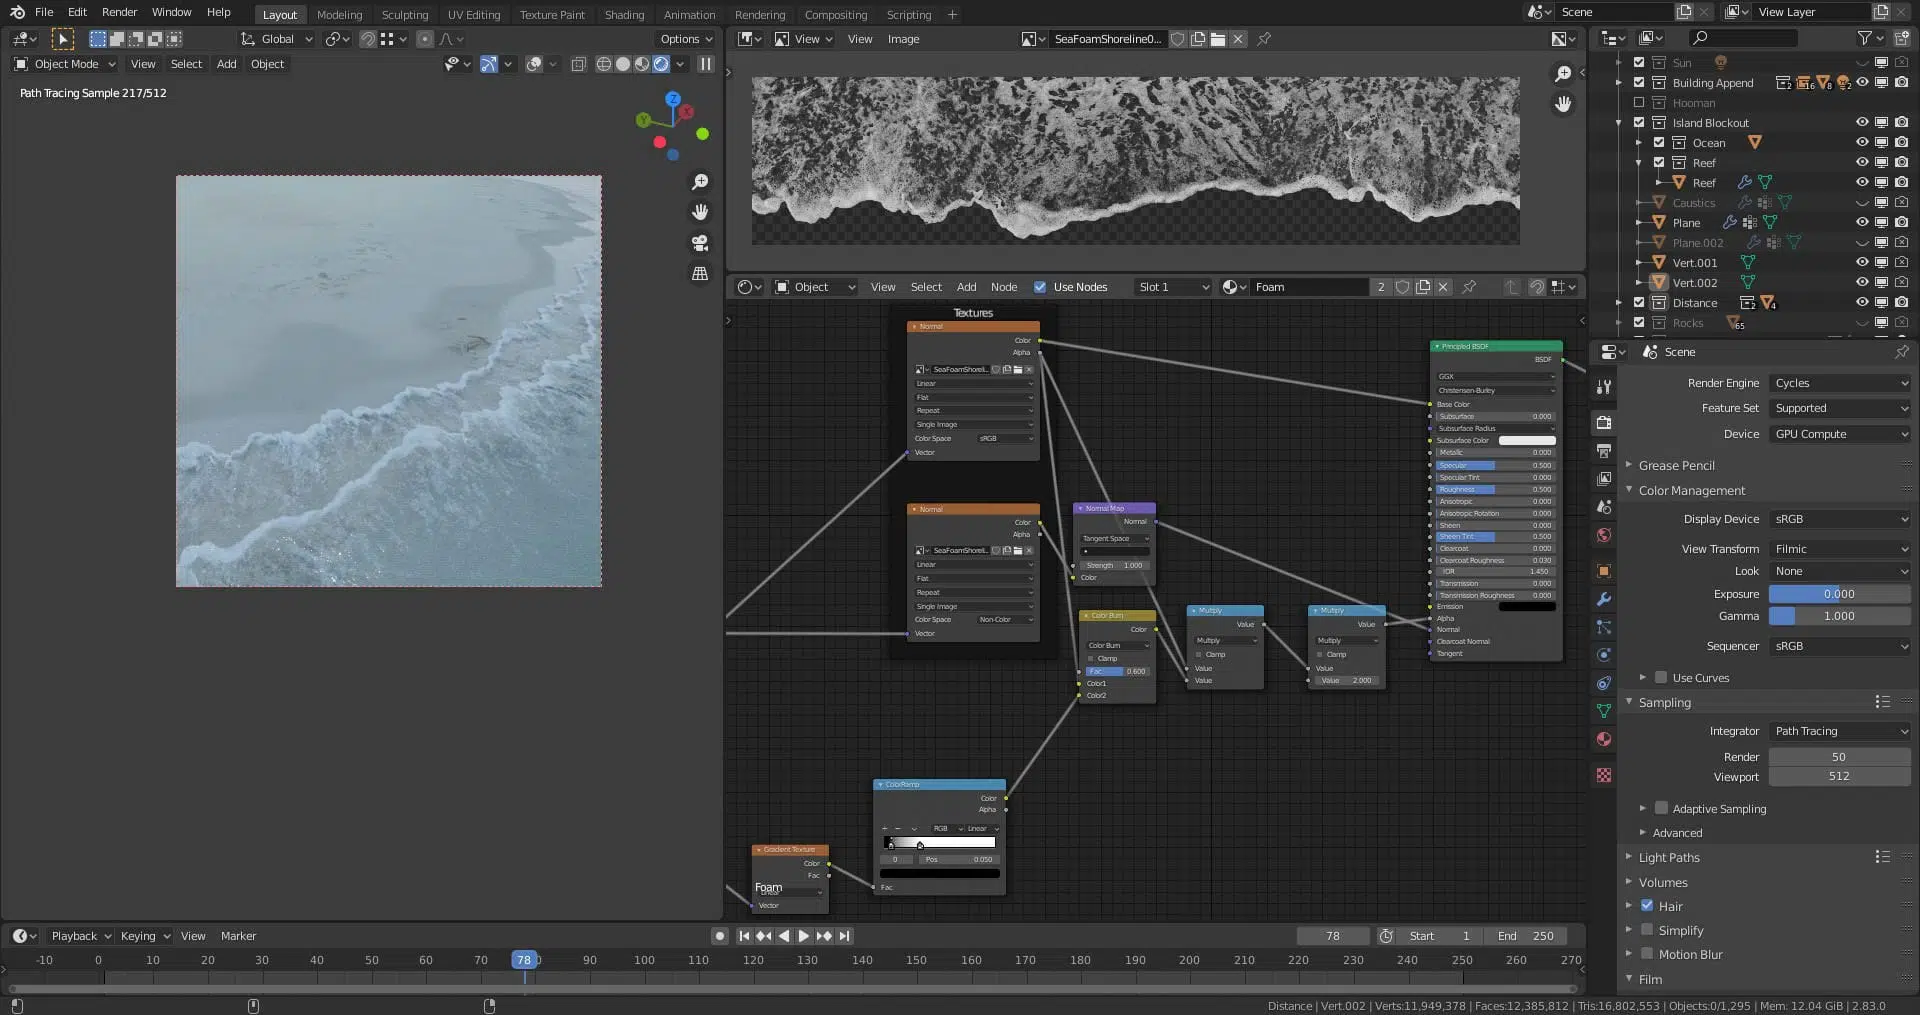 File Edit Render Window Help Layout Modeling Sculpting UV Editing Texture Paint Shading Animation Rendering Compositing Scripting + Scene View Layer
Global Options
Object Mode View Select Add Object
Path Tracing Sample 217/512
Z
Y
X
View View Image SeaFoamShoreline0...
Object View Select Add Node Use Nodes Slot 1 Foam 2
Textures
Normal
Color
Alpha
SeaFoamShoreli...
Linear
Flat
Repeat
Single Image
Color Space sRGB
Vector
Normal
Color
Alpha
SeaFoamShoreli...
Linear
Flat
Repeat
Single Image
Color Space Non-Color
Vector
Normal Map
Normal
Tangent Space
Strength 1.000
Color
Color Burn
Color
Color Burn
Clamp
Fac 0.600
Color1
Color2
Multiply
Value
Multiply
Clamp
Value
Value
Multiply
Value
Multiply
Clamp
Value
Value 2.000
Principled BSDF
BSDF
GGX
Christensen-Burley
Base Color
Subsurface 0.000
Subsurface Radius
Subsurface Color
Metallic 0.000
Specular 0.500
Specular Tint 0.000
Roughness 0.500
Anisotropic 0.000
Anisotropic Rotation 0.000
Sheen 0.000
Sheen Tint 0.500
Clearcoat 0.000
Clearcoat Roughness 0.030
IOR 1.450
Transmission 0.000
Transmission Roughness 0.000
Emission
Alpha
Normal
Clearcoat Normal
Tangent
ColorRamp
Color
Alpha
+ − RGB Linear
0 Pos 0.050
Fac
Gradient Texture
Color
Fac
Linear
Vector
Foam
Sun
Building Append 2 16 8 2
Hooman
Island Blockout
Ocean
Reef
Reef
Caustics
Plane
Plane.002
Vert.001
Vert.002
Distance 2 4
Rocks 65
Scene
Render Engine Cycles
Feature Set Supported
Device GPU Compute
Grease Pencil
Color Management
Display Device sRGB
View Transform Filmic
Look None
Exposure 0.000
Gamma 1.000
Sequencer sRGB
Use Curves
Sampling
Integrator Path Tracing
Render 50
Viewport 512
Adaptive Sampling
Advanced
Light Paths
Volumes
Hair
Simplify
Motion Blur
Film
Playback Keying View Marker 78 Start 1 End 250
-10 0 10 20 30 40 50 60 70 78 80 90 100 110 120 130 140 150 160 170 180 190 200 210 220 230 240 250 260 270
Distance | Vert.002 | Verts:11,949,378 | Faces:12,385,812 | Tris:16,802,553 | Objects:0/1,295 | Mem: 12.04 GiB | 2.83.0